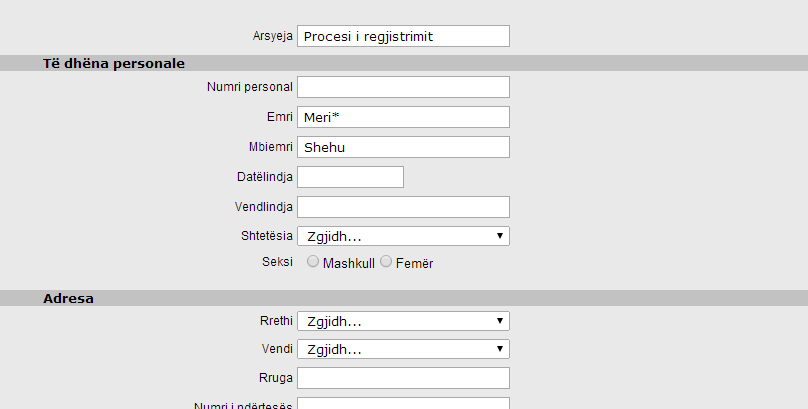 Arsyeja Procesi i regjistrimit
Të dhëna personale
Numri personal
Emri Meri*
Mbiemri Shehu
Datëlindja
Vendlindja
Shtetësia Zgjidh...
Seksi Mashkull Femër
Adresa
Rrethi Zgjidh...
Vendi Zgjidh...
Rruga
Numri i ndërtesës